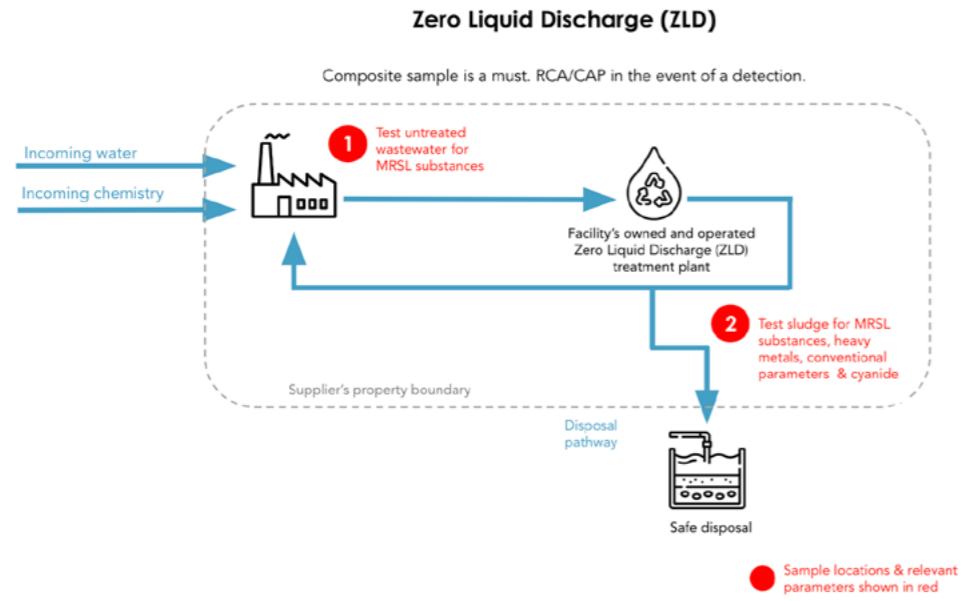 Zero Liquid Discharge (ZLD)
Composite sample is a must. RCA/CAP in the event of a detection.
Incoming water
Incoming chemistry
1
Test untreated
wastewater for
MRSL substances
Facility's owned and operated
Zero Liquid Discharge (ZLD)
treatment plant
2
Test sludge for MRSL
substances, heavy
metals, conventional
parameters & cyanide
Supplier's property boundary
Disposal
pathway
Safe disposal
Sample locations & relevant
parameters shown in red